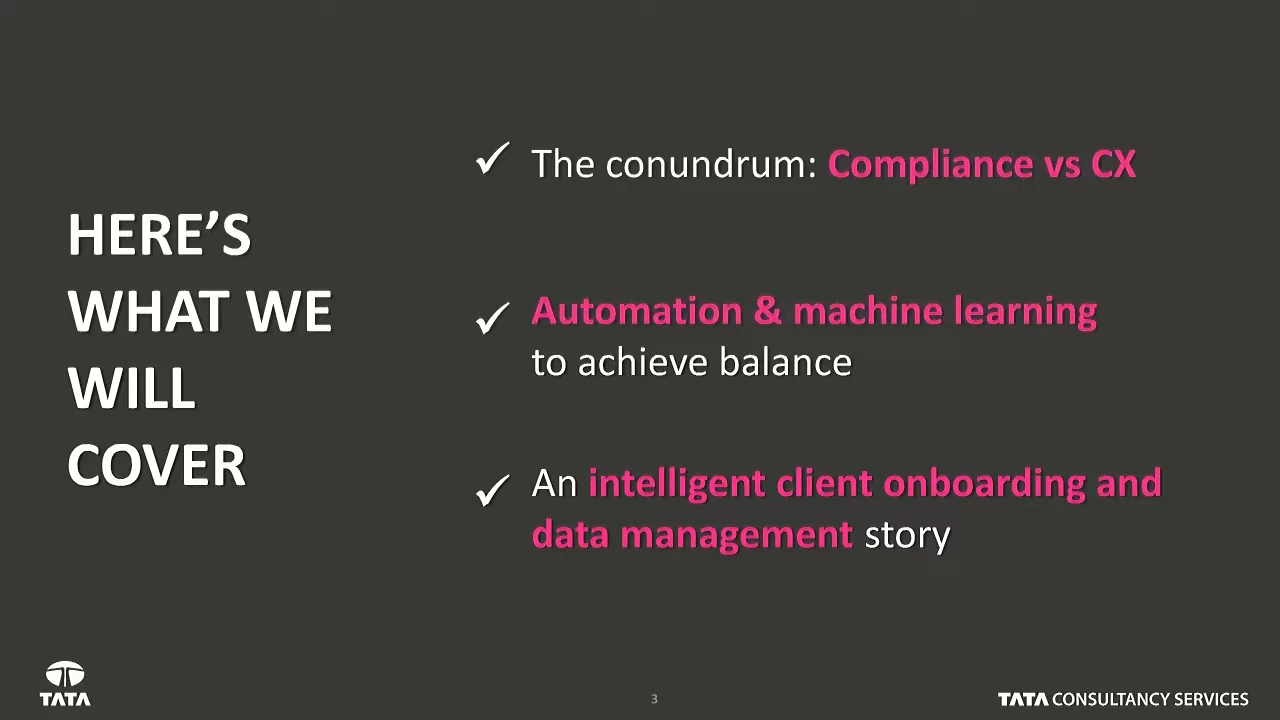 HERE’S
WHAT WE
WILL
COVER
The conundrum: Compliance vs CX
Automation & machine learning
to achieve balance
An intelligent client onboarding and
data management story
TATA
3
TATA CONSULTANCY SERVICES